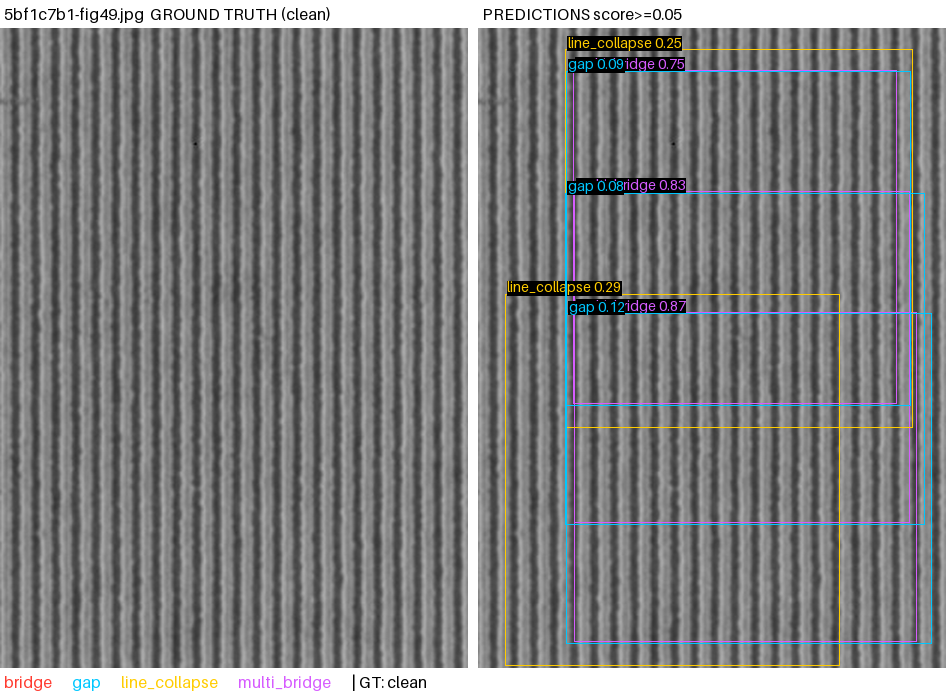 5bf1c7b1-fig49.jpg GROUND TRUTH (clean)
PREDICTIONS score>=0.05
line_collapse 0.25
gap 0.09
idge 0.75
gap 0.08
ridge 0.83
line_collapse 0.29
gap 0.12
idge 0.87
bridge gap line_collapse multi_bridge | GT: clean